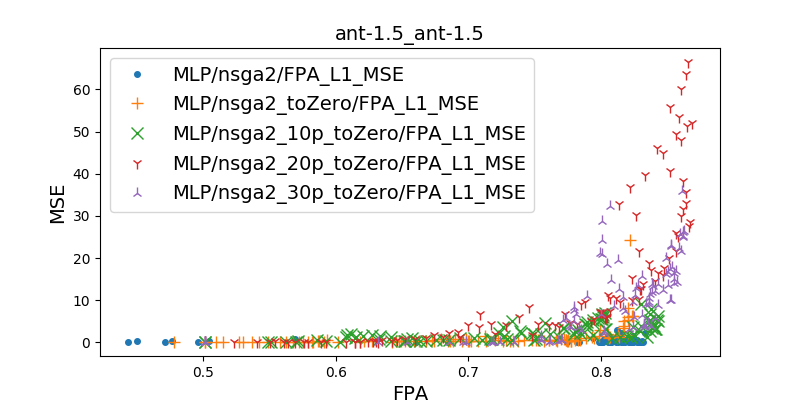 ant-1.5_ant-1.5
MLP/nsga2/FPA_L1_MSE
MLP/nsga2_toZero/FPA_L1_MSE
MLP/nsga2_10p_toZero/FPA_L1_MSE
MLP/nsga2_20p_toZero/FPA_L1_MSE
MLP/nsga2_30p_toZero/FPA_L1_MSE
MSE
60
50
40
30
20
10
0
0.5 0.6 0.7 0.8
FPA